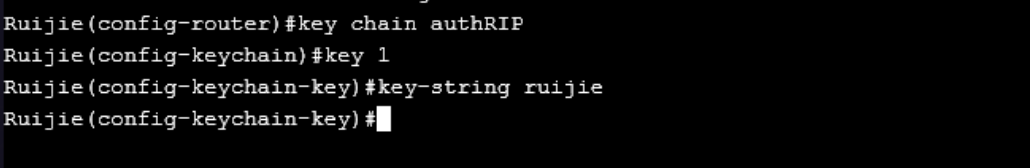 Ruijie(config-router)#key chain authRIP
Ruijie(config-keychain)#key 1
Ruijie(config-keychain-key)#key-string ruijie
Ruijie(config-keychain-key)#